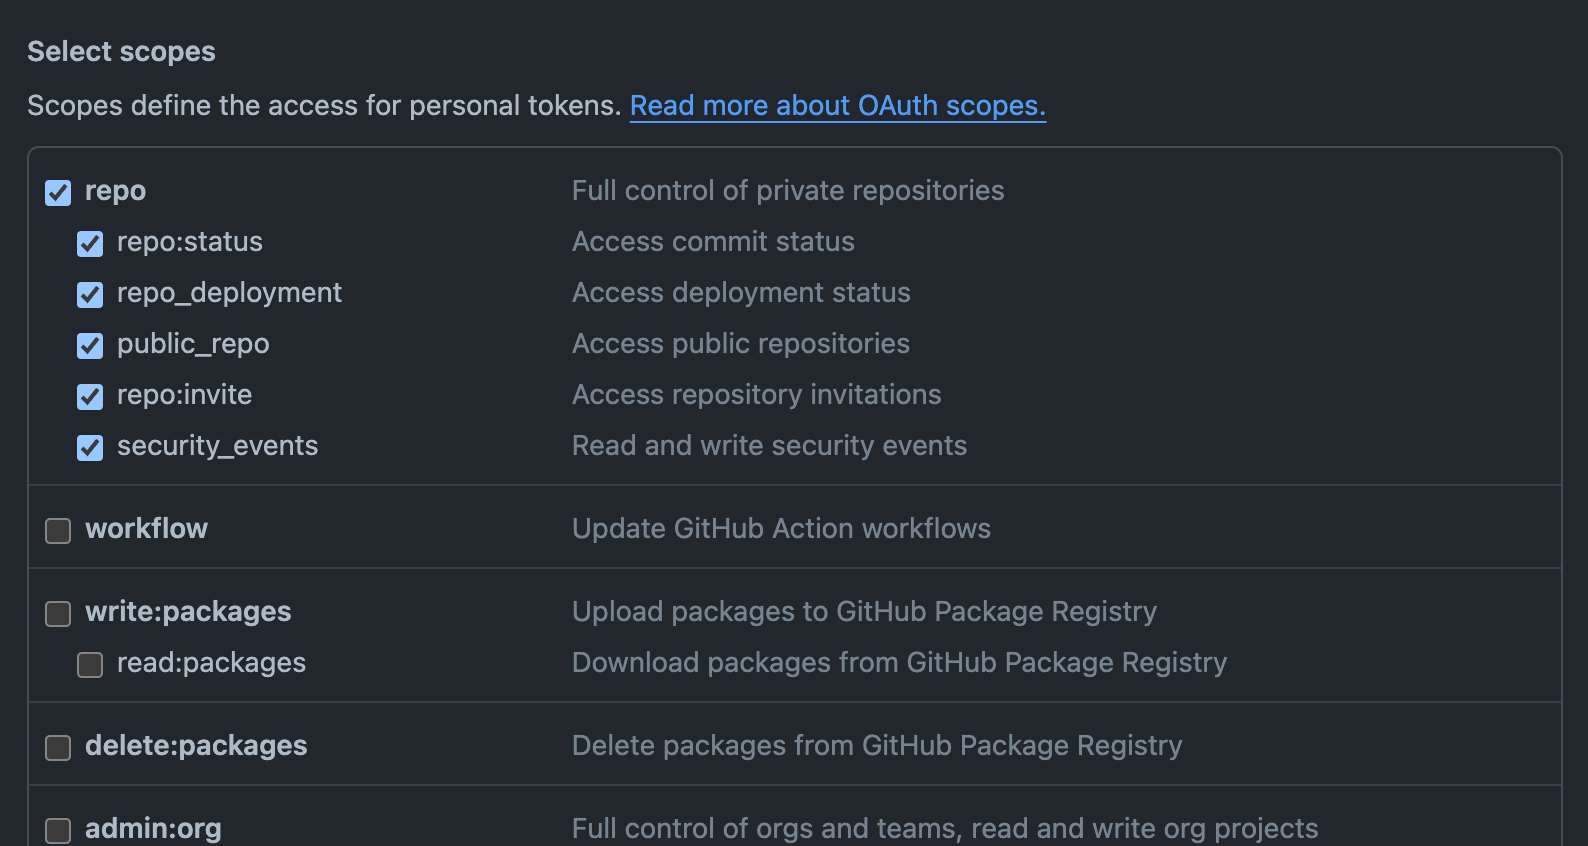 Select scopes
Scopes define the access for personal tokens. Read more about OAuth scopes.
repo Full control of private repositories
repo:status Access commit status
repo_deployment Access deployment status
public_repo Access public repositories
repo:invite Access repository invitations
security_events Read and write security events
workflow Update GitHub Action workflows
write:packages Upload packages to GitHub Package Registry
read:packages Download packages from GitHub Package Registry
delete:packages Delete packages from GitHub Package Registry
admin:org Full control of orgs and teams, read and write org projects